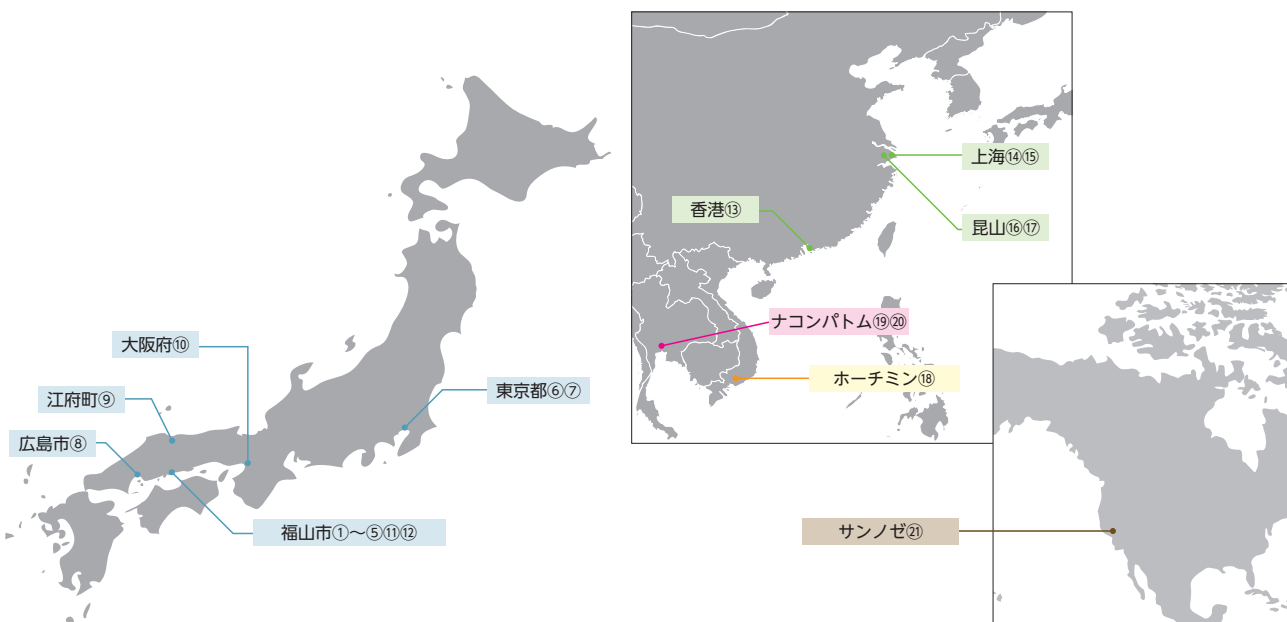 大阪府⑩
江府町⑨
広島市⑧
東京都⑥⑦
福山市①～⑤⑪⑫
上海⑭⑮
香港⑬
昆山⑯⑰
ナコンパトム⑲⑳
ホーチミン⑱
サンノゼ㉑